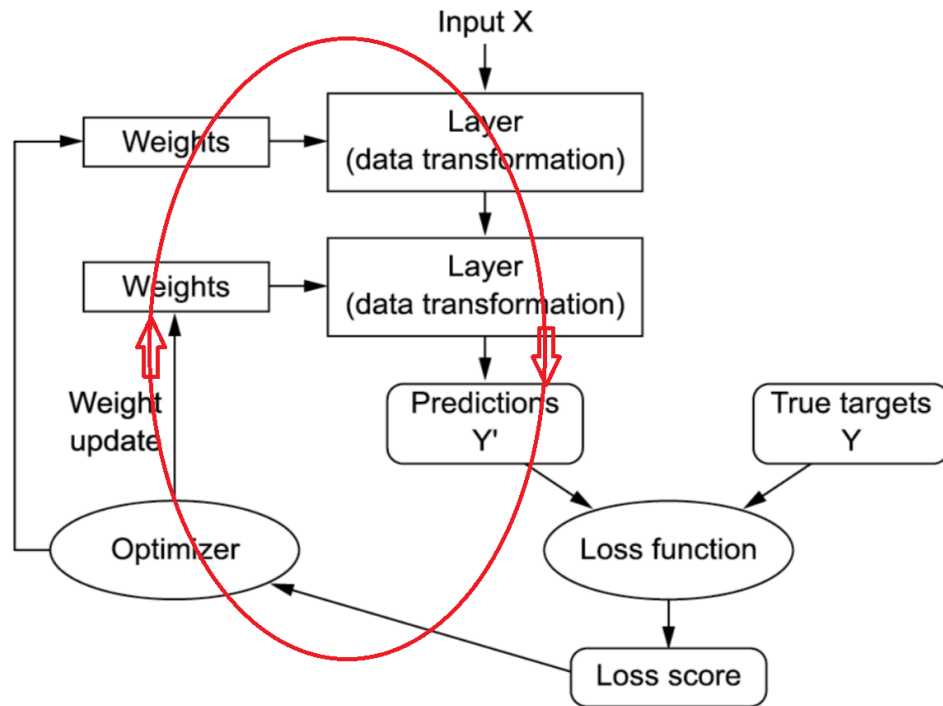 Input X
Layer
(data transformation)
Weights
Layer
(data transformation)
Weights
Weight
update
Predictions
Y'
True targets
Y
Optimizer
Loss function
Loss score